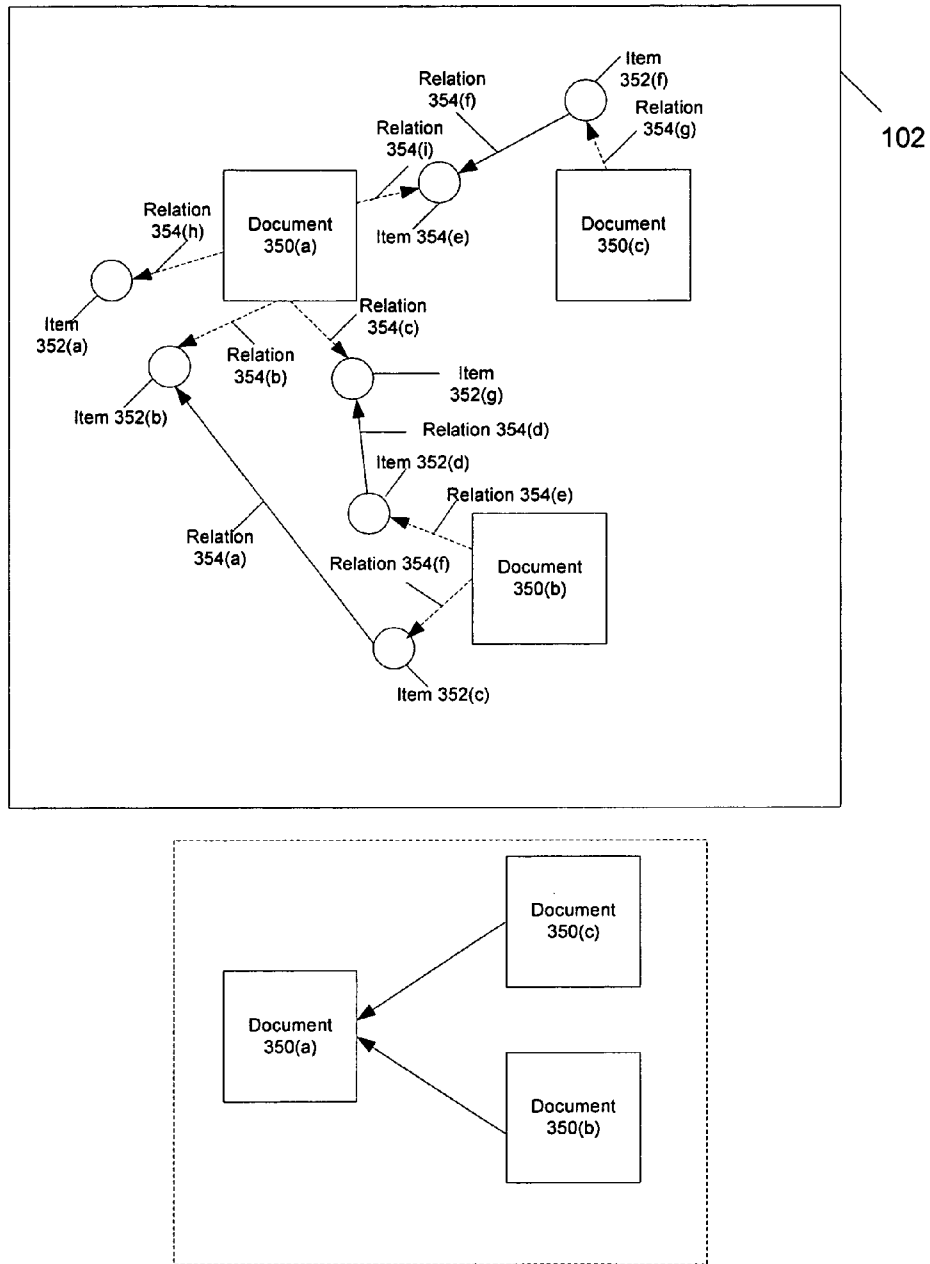 Item
352(f)
Relation
354(f)
Relation
354(g)
102
Relation
354(i)
Relation
354(h)
Document
350(a)
Item 354(e)
Document
350(c)
Item
352(a)
Relation
354(c)
Relation
354(b)
Item
352(g)
Item 352(b)
Relation 354(d)
Item 352(d)
Relation 354(e)
Relation
354(a)
Relation 354(f)
Document
350(b)
Item 352(c)
Document
350(c)
Document
350(a)
Document
350(b)